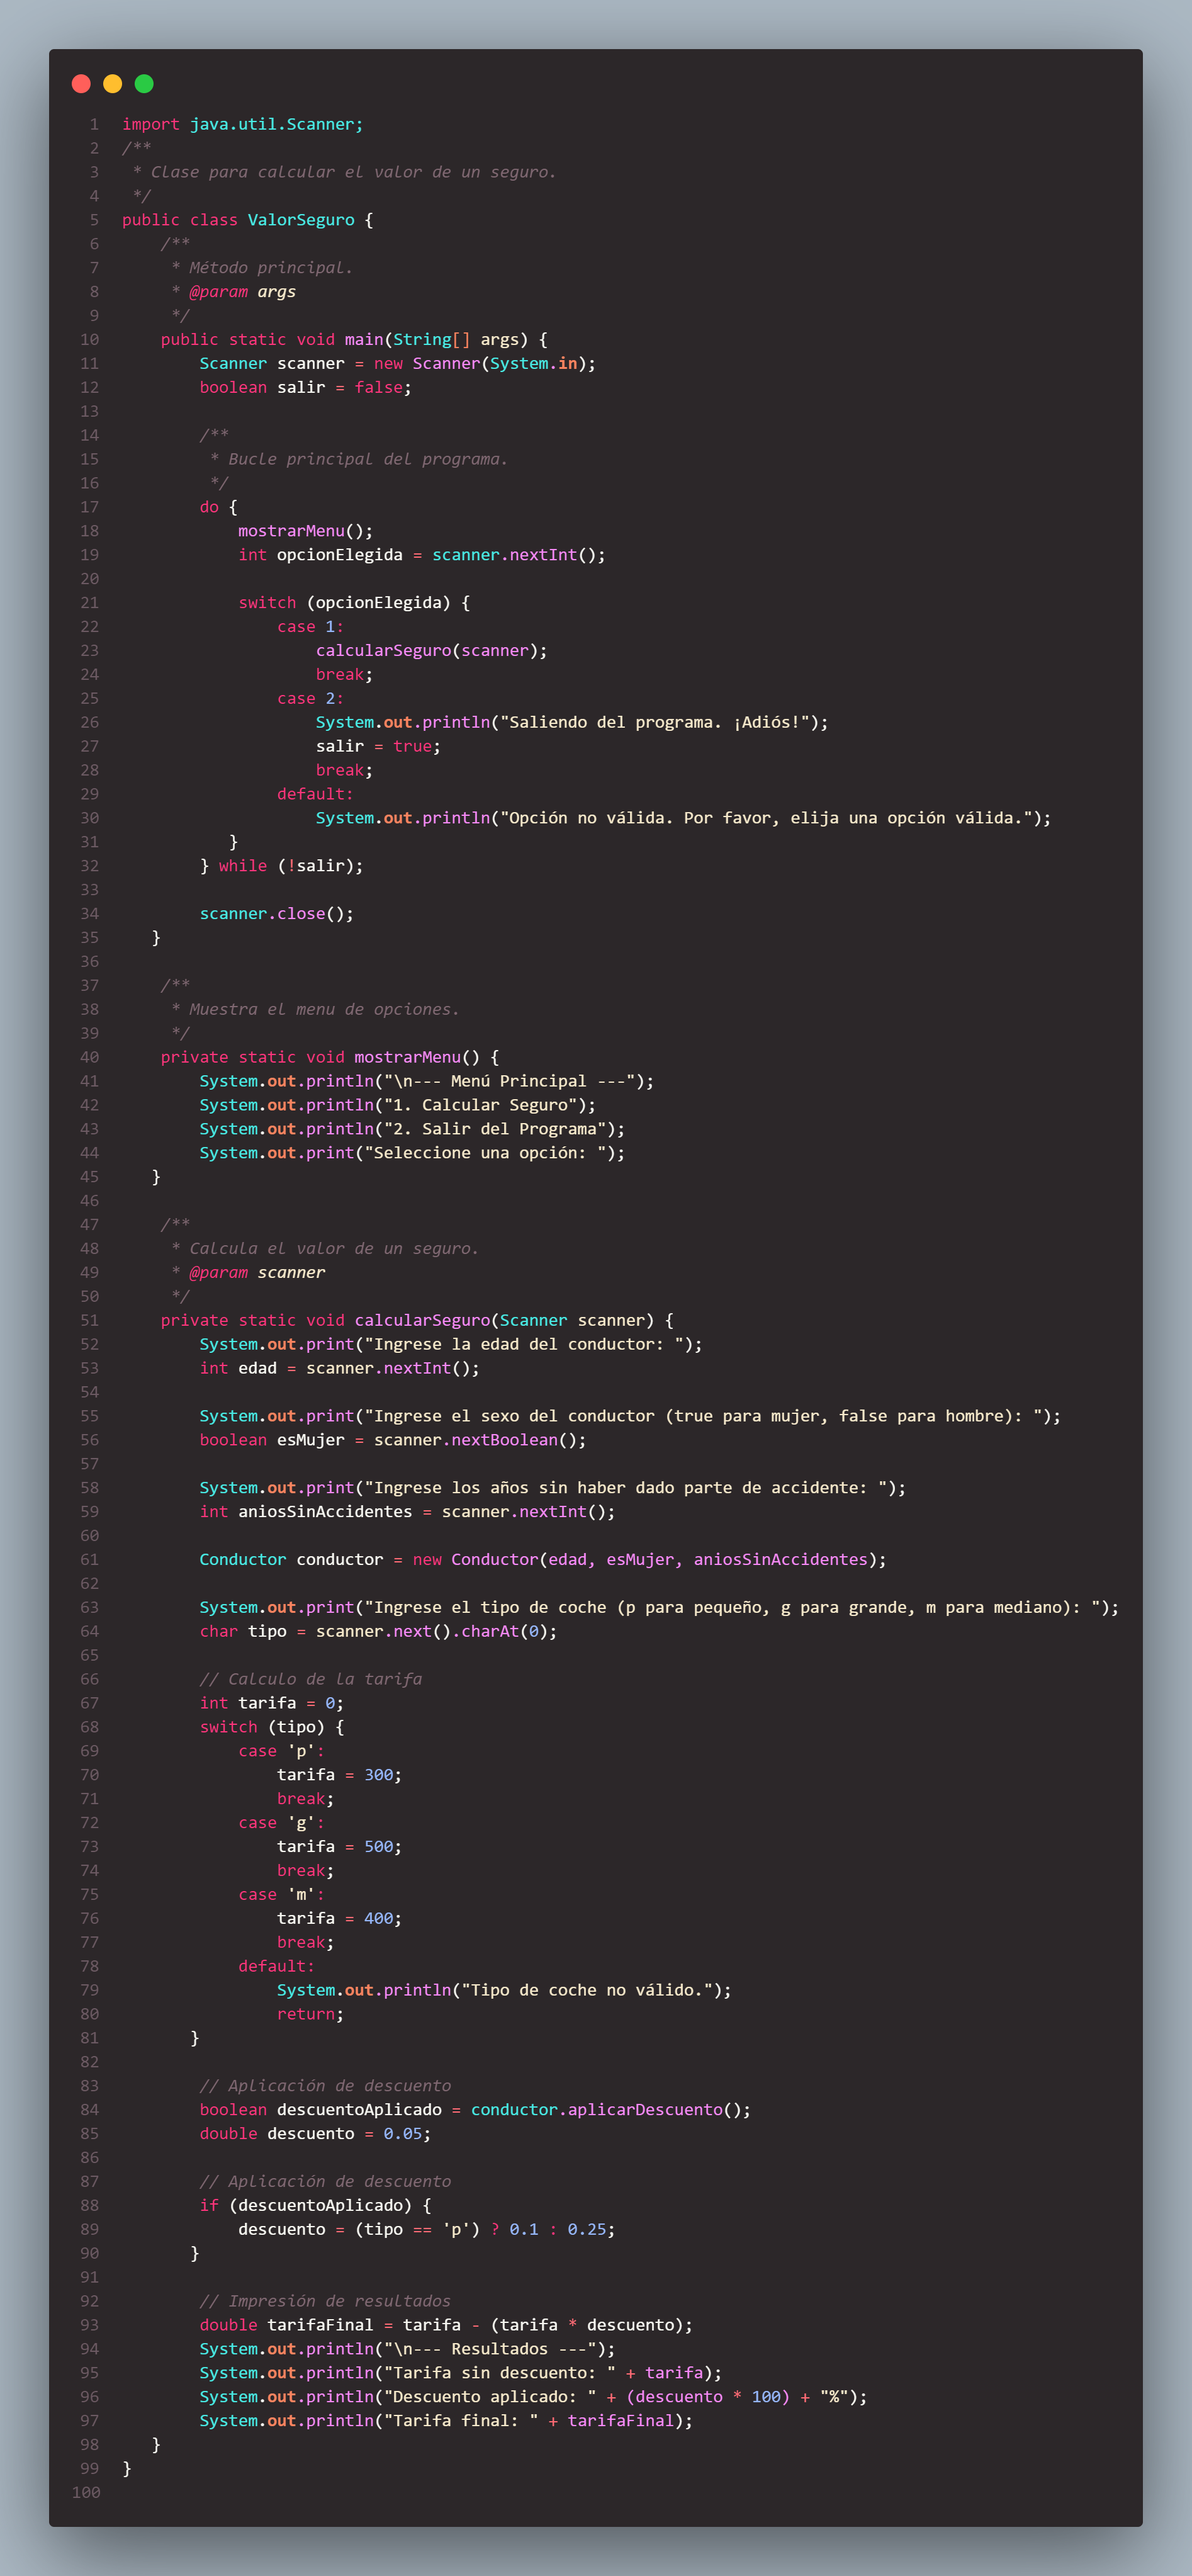 1 import java.util.Scanner;
2 /**
3 * Clase para calcular el valor de un seguro.
4 */
5 public class ValorSeguro {
6 /**
7 * Método principal.
8 * @param args
9 */
10 public static void main(String[] args) {
11 Scanner scanner = new Scanner(System.in);
12 boolean salir = false;
13
14 /**
15 * Bucle principal del programa.
16 */
17 do {
18 mostrarMenu();
19 int opcionElegida = scanner.nextInt();
20
21 switch (opcionElegida) {
22 case 1:
23 calcularSeguro(scanner);
24 break;
25 case 2:
26 System.out.println("Saliendo del programa. ¡Adiós!");
27 salir = true;
28 break;
29 default:
30 System.out.println("Opción no válida. Por favor, elija una opción válida.");
31 }
32 } while (!salir);
33
34 scanner.close();
35 }
36
37 /**
38 * Muestra el menu de opciones.
39 */
40 private static void mostrarMenu() {
41 System.out.println("\n--- Menú Principal ---");
42 System.out.println("1. Calcular Seguro");
43 System.out.println("2. Salir del Programa");
44 System.out.print("Seleccione una opción: ");
45 }
46
47 /**
48 * Calcula el valor de un seguro.
49 * @param scanner
50 */
51 private static void calcularSeguro(Scanner scanner) {
52 System.out.print("Ingrese la edad del conductor: ");
53 int edad = scanner.nextInt();
54
55 System.out.print("Ingrese el sexo del conductor (true para mujer, false para hombre): ");
56 boolean esMujer = scanner.nextBoolean();
57
58 System.out.print("Ingrese los años sin haber dado parte de accidente: ");
59 int aniosSinAccidentes = scanner.nextInt();
60
61 Conductor conductor = new Conductor(edad, esMujer, aniosSinAccidentes);
62
63 System.out.print("Ingrese el tipo de coche (p para pequeño, g para grande, m para mediano): ");
64 char tipo = scanner.next().charAt(0);
65
66 // Calculo de la tarifa
67 int tarifa = 0;
68 switch (tipo) {
69 case 'p':
70 tarifa = 300;
71 break;
72 case 'g':
73 tarifa = 500;
74 break;
75 case 'm':
76 tarifa = 400;
77 break;
78 default:
79 System.out.println("Tipo de coche no válido.");
80 return;
81 }
82
83 // Aplicación de descuento
84 boolean descuentoAplicado = conductor.aplicarDescuento();
85 double descuento = 0.05;
86
87 // Aplicación de descuento
88 if (descuentoAplicado) {
89 descuento = (tipo == 'p') ? 0.1 : 0.25;
90 }
91
92 // Impresión de resultados
93 double tarifaFinal = tarifa - (tarifa * descuento);
94 System.out.println("\n--- Resultados ---");
95 System.out.println("Tarifa sin descuento: " + tarifa);
96 System.out.println("Descuento aplicado: " + (descuento * 100) + "%");
97 System.out.println("Tarifa final: " + tarifaFinal);
98 }
99 }
100